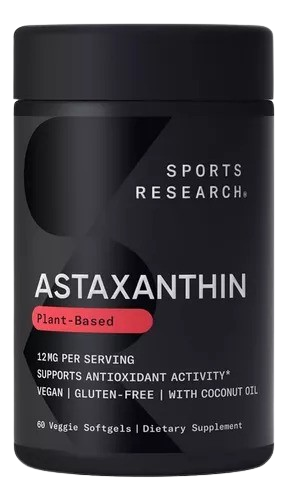 SPORTS
RESEARCH®
ASTAXANTHIN
Plant-Based
12MG PER SERVING
SUPPORTS ANTIOXIDANT ACTIVITY*
VEGAN | GLUTEN-FREE | WITH COCONUT OIL
60 Veggie Softgels | Dietary Supplement